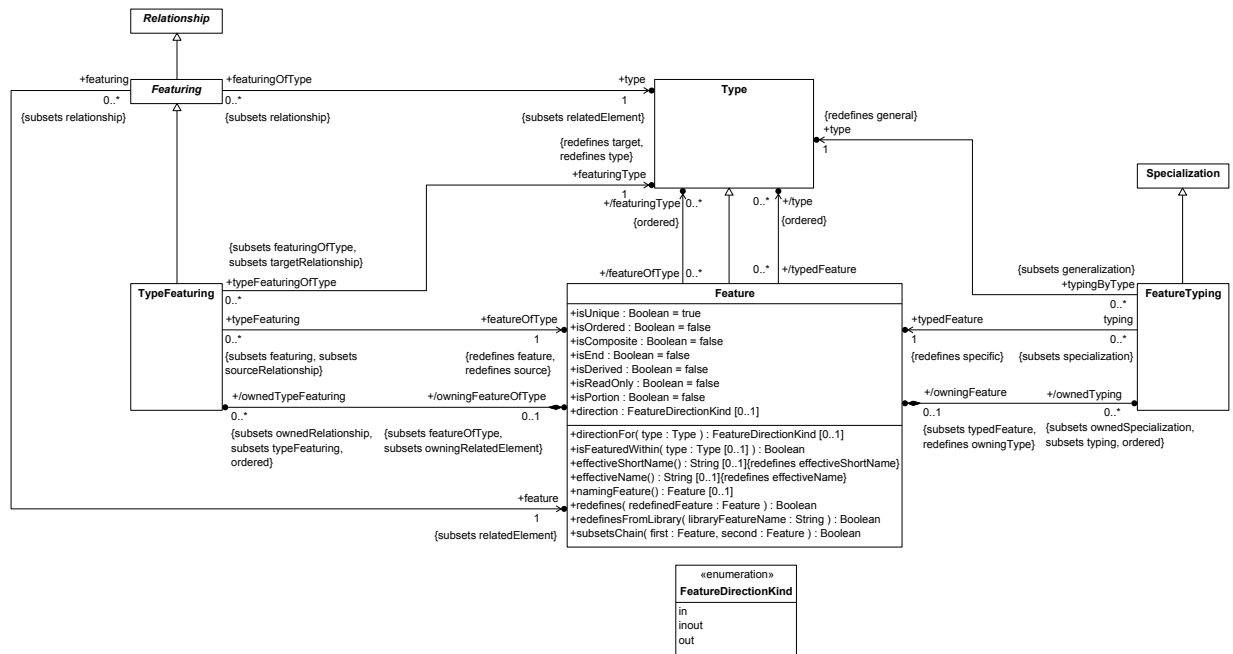 Relationship
+featuring
Featuring
+featuringOfType
+type
Type
0..*
0..*
1
{subsets relationship}
{subsets relationship}
{subsets relatedElement}
{redefines general}
+type
1
{redefines target,
redefines type}
+featuringType
1
Specialization
+/featuringType
0..*
0..*
+/type
{ordered}
{ordered}
{subsets featuringOfType,
subsets targetRelationship}
+typeFeaturingOfType
0..*
+/featureOfType
0..*
0..*
+/typedFeature
{subsets generalization}
+typingByType
0..*
TypeFeaturing
Feature
FeatureTyping
+typeFeaturing
0..*
+featureOfType
1
{subsets featuring, subsets
sourceRelationship}
{redefines feature,
redefines source}
+/ownedTypeFeaturing
0..*
+/owningFeatureOfType
0..1
{subsets ownedRelationship,
subsets typeFeaturing,
ordered}
{subsets featureOfType,
subsets owningRelatedElement}
+isUnique : Boolean = true
+isOrdered : Boolean = false
+isComposite : Boolean = false
+isEnd : Boolean = false
+isDerived : Boolean = false
+isReadOnly : Boolean = false
+isPortion : Boolean = false
+direction : FeatureDirectionKind [0..1]
+typedFeature
1
typing
0..*
{redefines specific}
{subsets specialization}
+/owningFeature
0..1
+/ownedTyping
0..*
{subsets typedFeature,
redefines owningType}
{subsets ownedSpecialization,
subsets typing, ordered}
+directionFor( type : Type ) : FeatureDirectionKind [0..1]
+isFeaturedWithin( type : Type [0..1] ) : Boolean
+effectiveShortName() : String [0..1]{redefines effectiveShortName}
+effectiveName() : String [0..1]{redefines effectiveName}
+namingFeature() : Feature [0..1]
+redefines( redefinedFeature : Feature ) : Boolean
+redefinesFromLibrary( libraryFeatureName : String ) : Boolean
+subsetsChain( first : Feature, second : Feature ) : Boolean
+feature
1
{subsets relatedElement}
«enumeration»
FeatureDirectionKind
in
inout
out